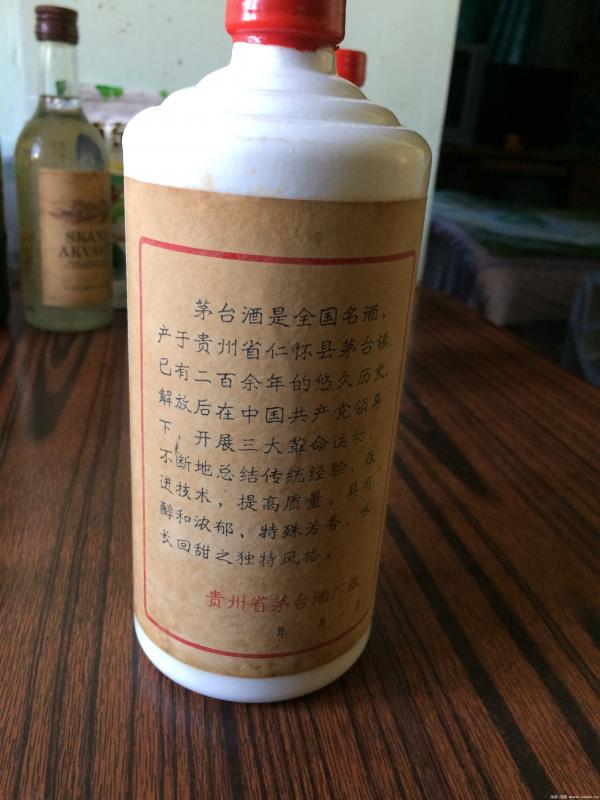 SKÅNE
AKVAVIT
茅台酒是全国名酒，
产于贵州省仁怀县茅台镇
已有二百余年的悠久历史，
解放后在中国共产党领导
下，开展三大革命运动，
不断地总结传统经验，改
进技术，提高质量。具有
醇和浓郁、特殊芳香、味
长回甜之独特风格。
贵州省茅台酒厂敬
年 月 日